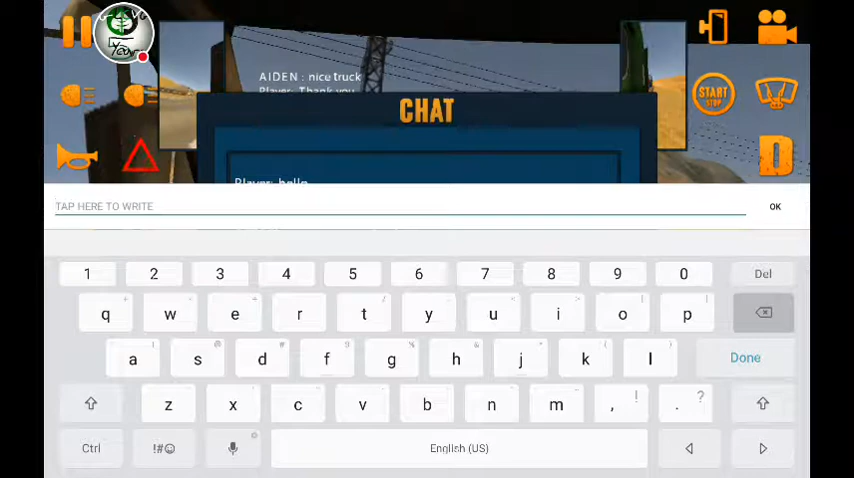 Your
AIDEN : nice truck
Player: Thank you
CHAT
START
STOP
D
Player: hello
TAP HERE TO WRITE
OK
1 2 3 4 5 6 7 8 9 0 Del
q w e r t y u i o p
a s d f g h j k l Done
z x c v b n m , ! . ?
Ctrl !#☺ English (US)